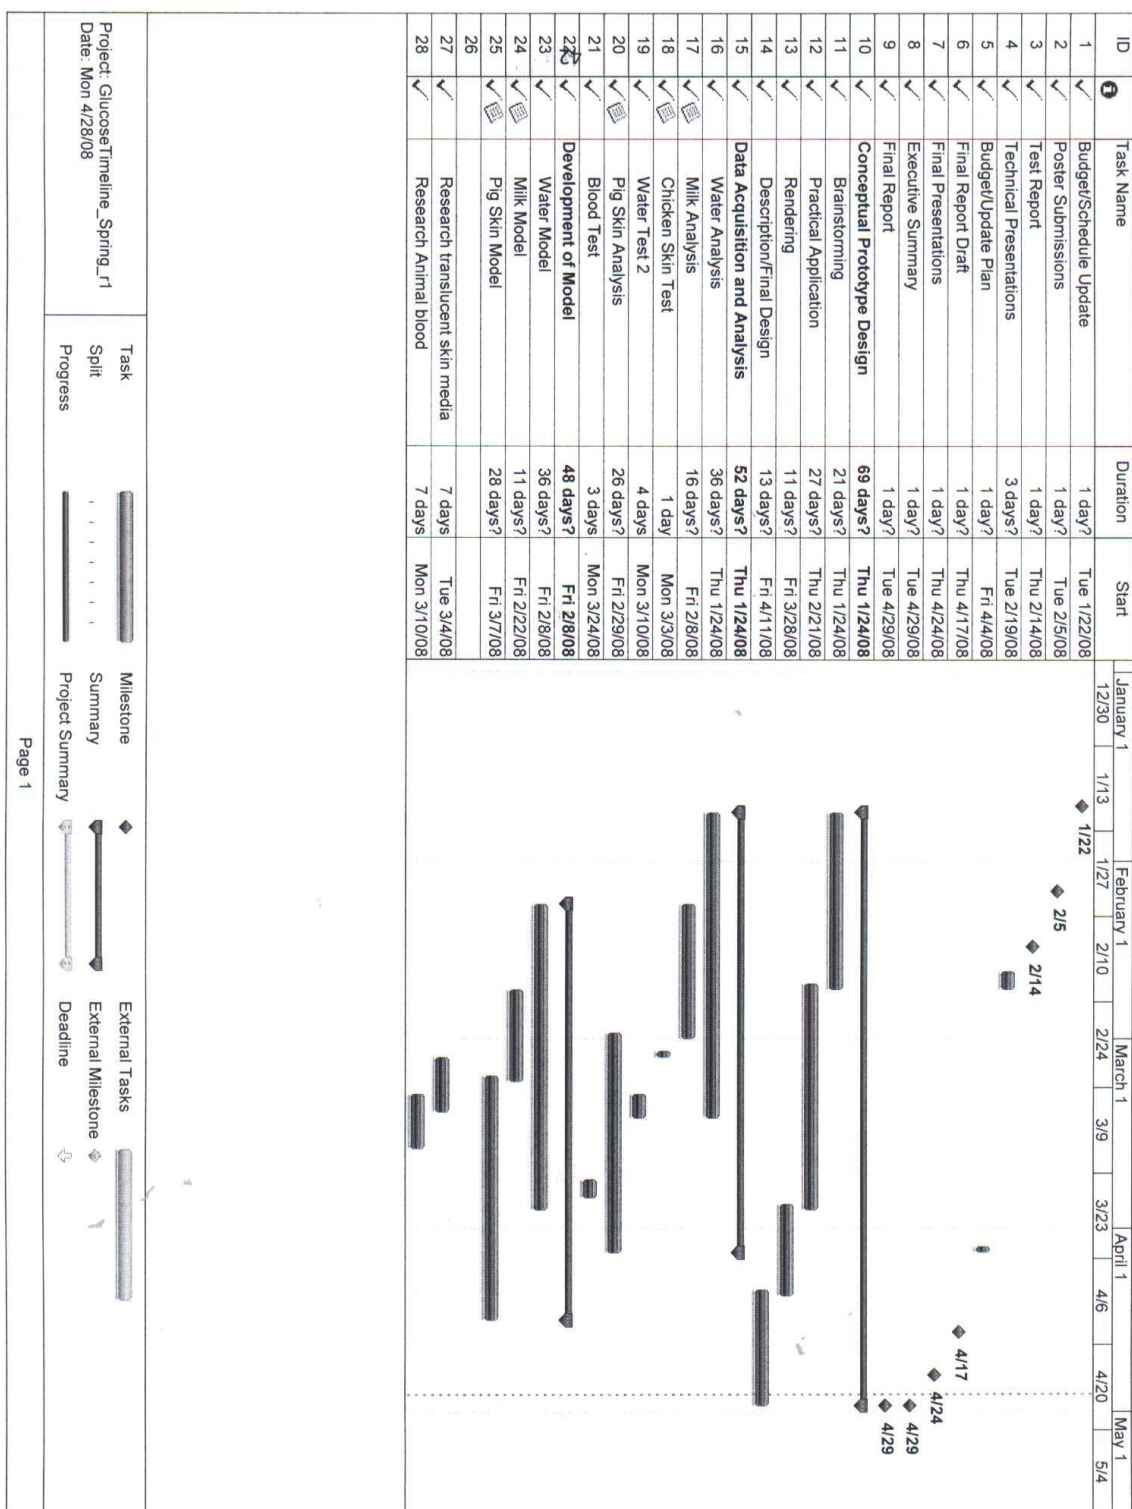 ID Task Name Duration Start January 1 February 1 March 1 April 1 May 1
12/30 1/13 1/27 2/10 2/24 3/9 3/23 4/6 4/20 5/4
1 Budget/Schedule Update 1 day? Tue 1/22/08 1/22
2 Poster Submissions 1 day? Tue 2/5/08 2/5
3 Test Report 1 day? Thu 2/14/08 2/14
4 Technical Presentations 3 days? Tue 2/19/08
5 Budget/Update Plan 1 day? Fri 4/4/08
6 Final Report Draft 1 day? Thu 4/17/08 4/17
7 Final Presentations 1 day? Thu 4/24/08 4/24
8 Executive Summary 1 day? Tue 4/29/08 4/29
9 Final Report 1 day? Tue 4/29/08 4/29
10 Conceptual Prototype Design 69 days? Thu 1/24/08
11 Brainstorming 21 days? Thu 1/24/08
12 Practical Application 27 days? Thu 2/21/08
13 Rendering 11 days? Fri 3/28/08
14 Description/Final Design 13 days? Fri 4/11/08
15 Data Acquisition and Analysis 52 days? Thu 1/24/08
16 Water Analysis 36 days? Thu 1/24/08
17 Milk Analysis 16 days? Fri 2/8/08
18 Chicken Skin Test 1 day Mon 3/3/08
19 Water Test 2 4 days Mon 3/10/08
20 Pig Skin Analysis 26 days? Fri 2/29/08
21 Blood Test 3 days Mon 3/24/08
22 Development of Model 48 days? Fri 2/8/08
23 Water Model 36 days? Fri 2/8/08
24 Milk Model 11 days? Fri 2/22/08
25 Pig Skin Model 28 days? Fri 3/7/08
26
27 Research translucent skin media 7 days Tue 3/4/08
28 Research Animal blood 7 days Mon 3/10/08
Project: GlucoseTimeline_Spring_r1
Date: Mon 4/28/08
Task Milestone External Tasks
Split Summary External Milestone
Progress Project Summary Deadline
Page 1